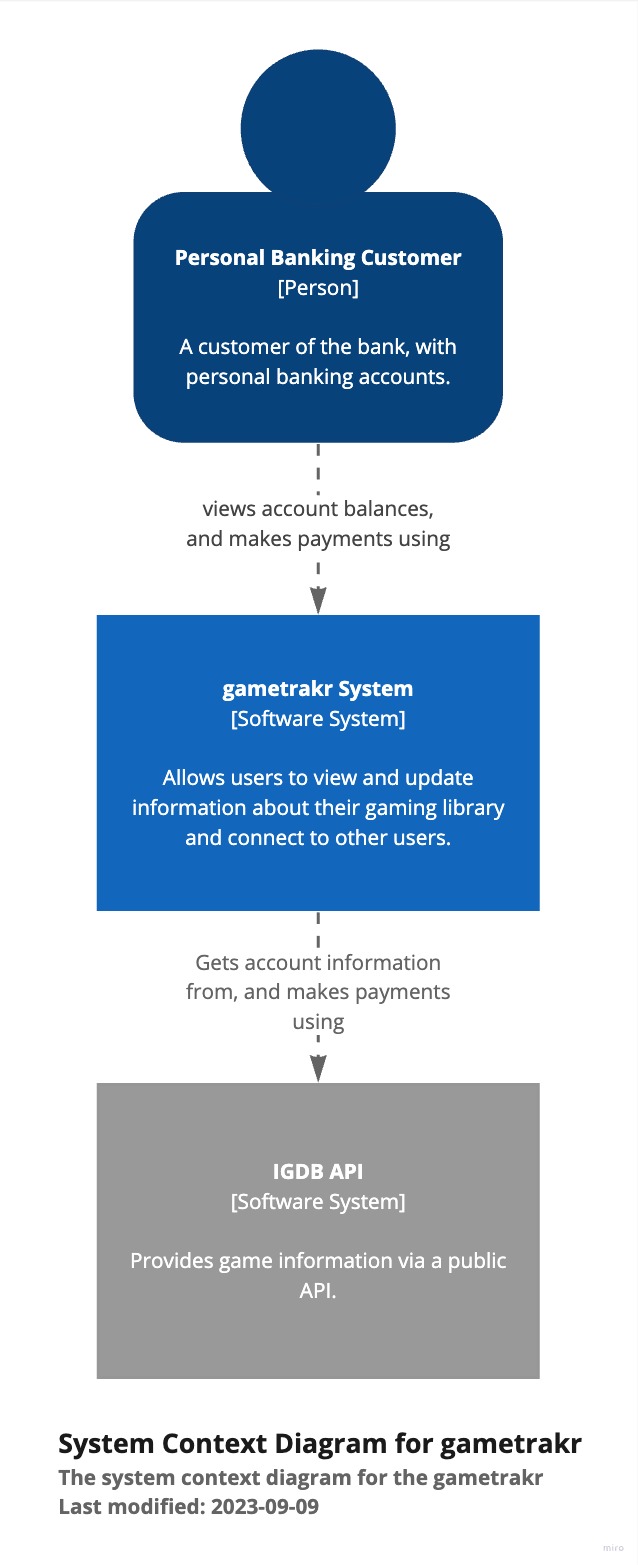 Personal Banking Customer
[Person]
A customer of the bank, with
personal banking accounts.
views account balances,
and makes payments using
gametrakr System
[Software System]
Allows users to view and update
information about their gaming library
and connect to other users.
Gets account information
from, and makes payments
using
IGDB API
[Software System]
Provides game information via a public
API.
System Context Diagram for gametrakr
The system context diagram for the gametrakr
Last modified: 2023-09-09
miro